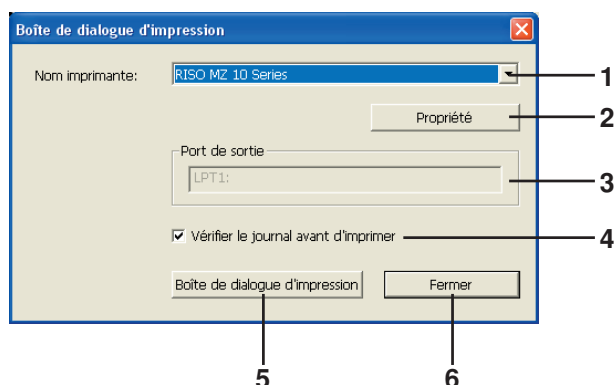 Boîte de dialogue d'impression
Nom imprimante: RISO MZ 10 Series 1
Propriété 2
Port de sortie
LPT1: 3
Vérifier le journal avant d'imprimer 4
Boîte de dialogue d'impression Fermer
5 6